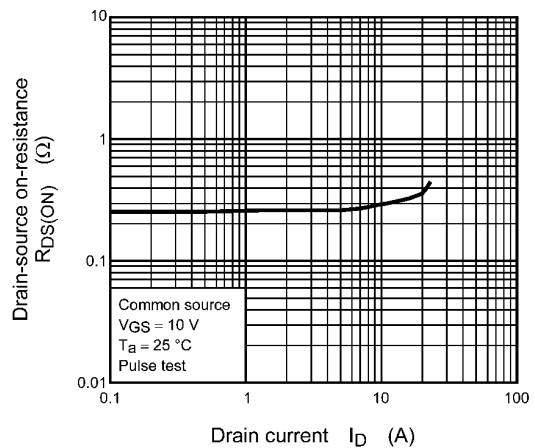 Drain-source on-resistance
RDS(ON) (Ω)
10
1
0.1
0.01
Common source
VGS = 10 V
Ta = 25 °C
Pulse test
0.1
1
10
100
Drain current ID (A)